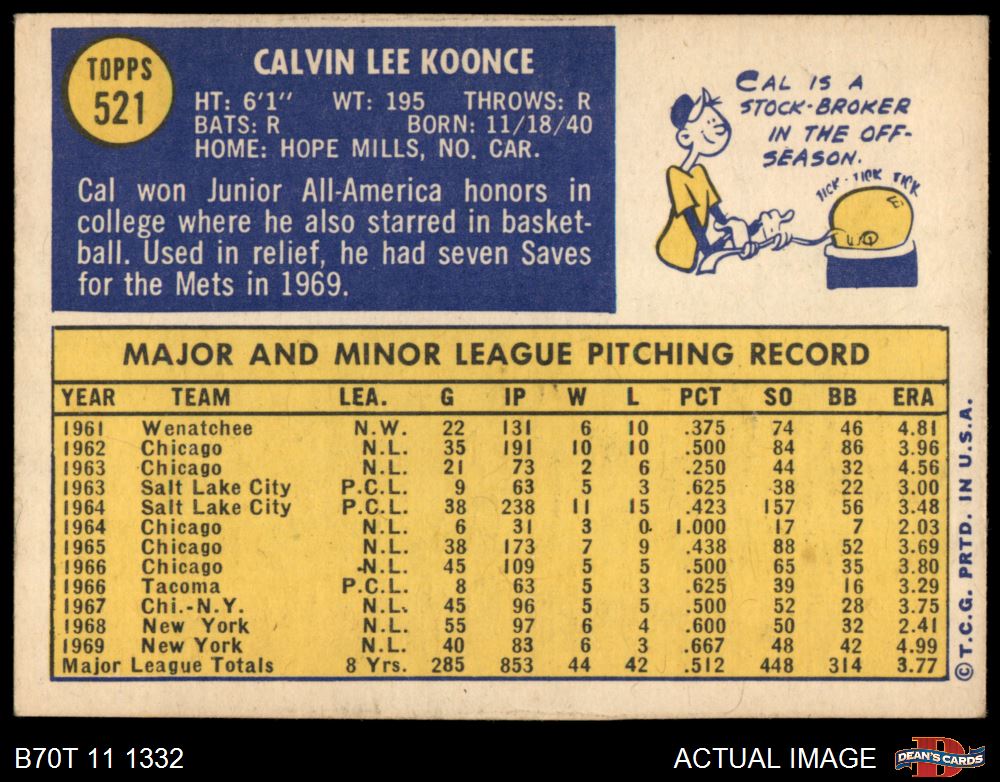 TOPPS
521
CALVIN LEE KOONCE
HT: 6'1" WT: 195 THROWS: R
BATS: R BORN: 11/18/40
HOME: HOPE MILLS, NO. CAR.
Cal won Junior All-America honors in
college where he also starred in basket-
ball. Used in relief, he had seven Saves
for the Mets in 1969.
CAL IS A
STOCK-BROKER
IN THE OFF-
SEASON.
TICK-TICK TICK
MAJOR AND MINOR LEAGUE PITCHING RECORD
YEAR TEAM LEA. G IP W L PCT SO BB ERA
1961 Wenatchee N.W. 22 131 6 10 .375 74 46 4.81
1962 Chicago N.L. 35 191 10 10 .500 84 86 3.96
1963 Chicago N.L. 21 73 2 6 .250 44 32 4.56
1963 Salt Lake City P.C.L. 9 63 5 3 .625 38 22 3.00
1964 Salt Lake City P.C.L. 38 238 11 15 .423 157 56 3.48
1964 Chicago N.L. 6 31 3 0 1.000 17 7 2.03
1965 Chicago N.L. 38 173 7 9 .438 88 52 3.69
1966 Chicago N.L. 45 109 5 5 .500 65 35 3.80
1966 Tacoma P.C.L. 8 63 5 3 .625 39 16 3.29
1967 Chi.-N.Y. N.L. 45 96 5 5 .500 52 28 3.75
1968 New York N.L. 55 97 6 4 .600 50 32 2.41
1969 New York N.L. 40 83 6 3 .667 48 42 4.99
Major League Totals 8 Yrs. 285 853 44 42 .512 448 314 3.77
© T.C.G. PRTD. IN U.S.A.
B70T 11 1332
ACTUAL IMAGE
D
DEAN'S CARDS